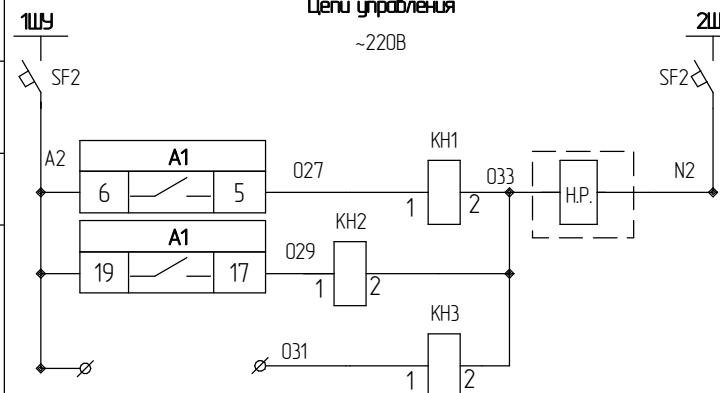 Цепи управления
1ШУ
2Ш
~220В
SF2
SF2
A2
A1
6
5
027
KH1
1
2
033
Н.Р.
N2
A1
19
17
029
KH2
1
2
031
KH3
1
2